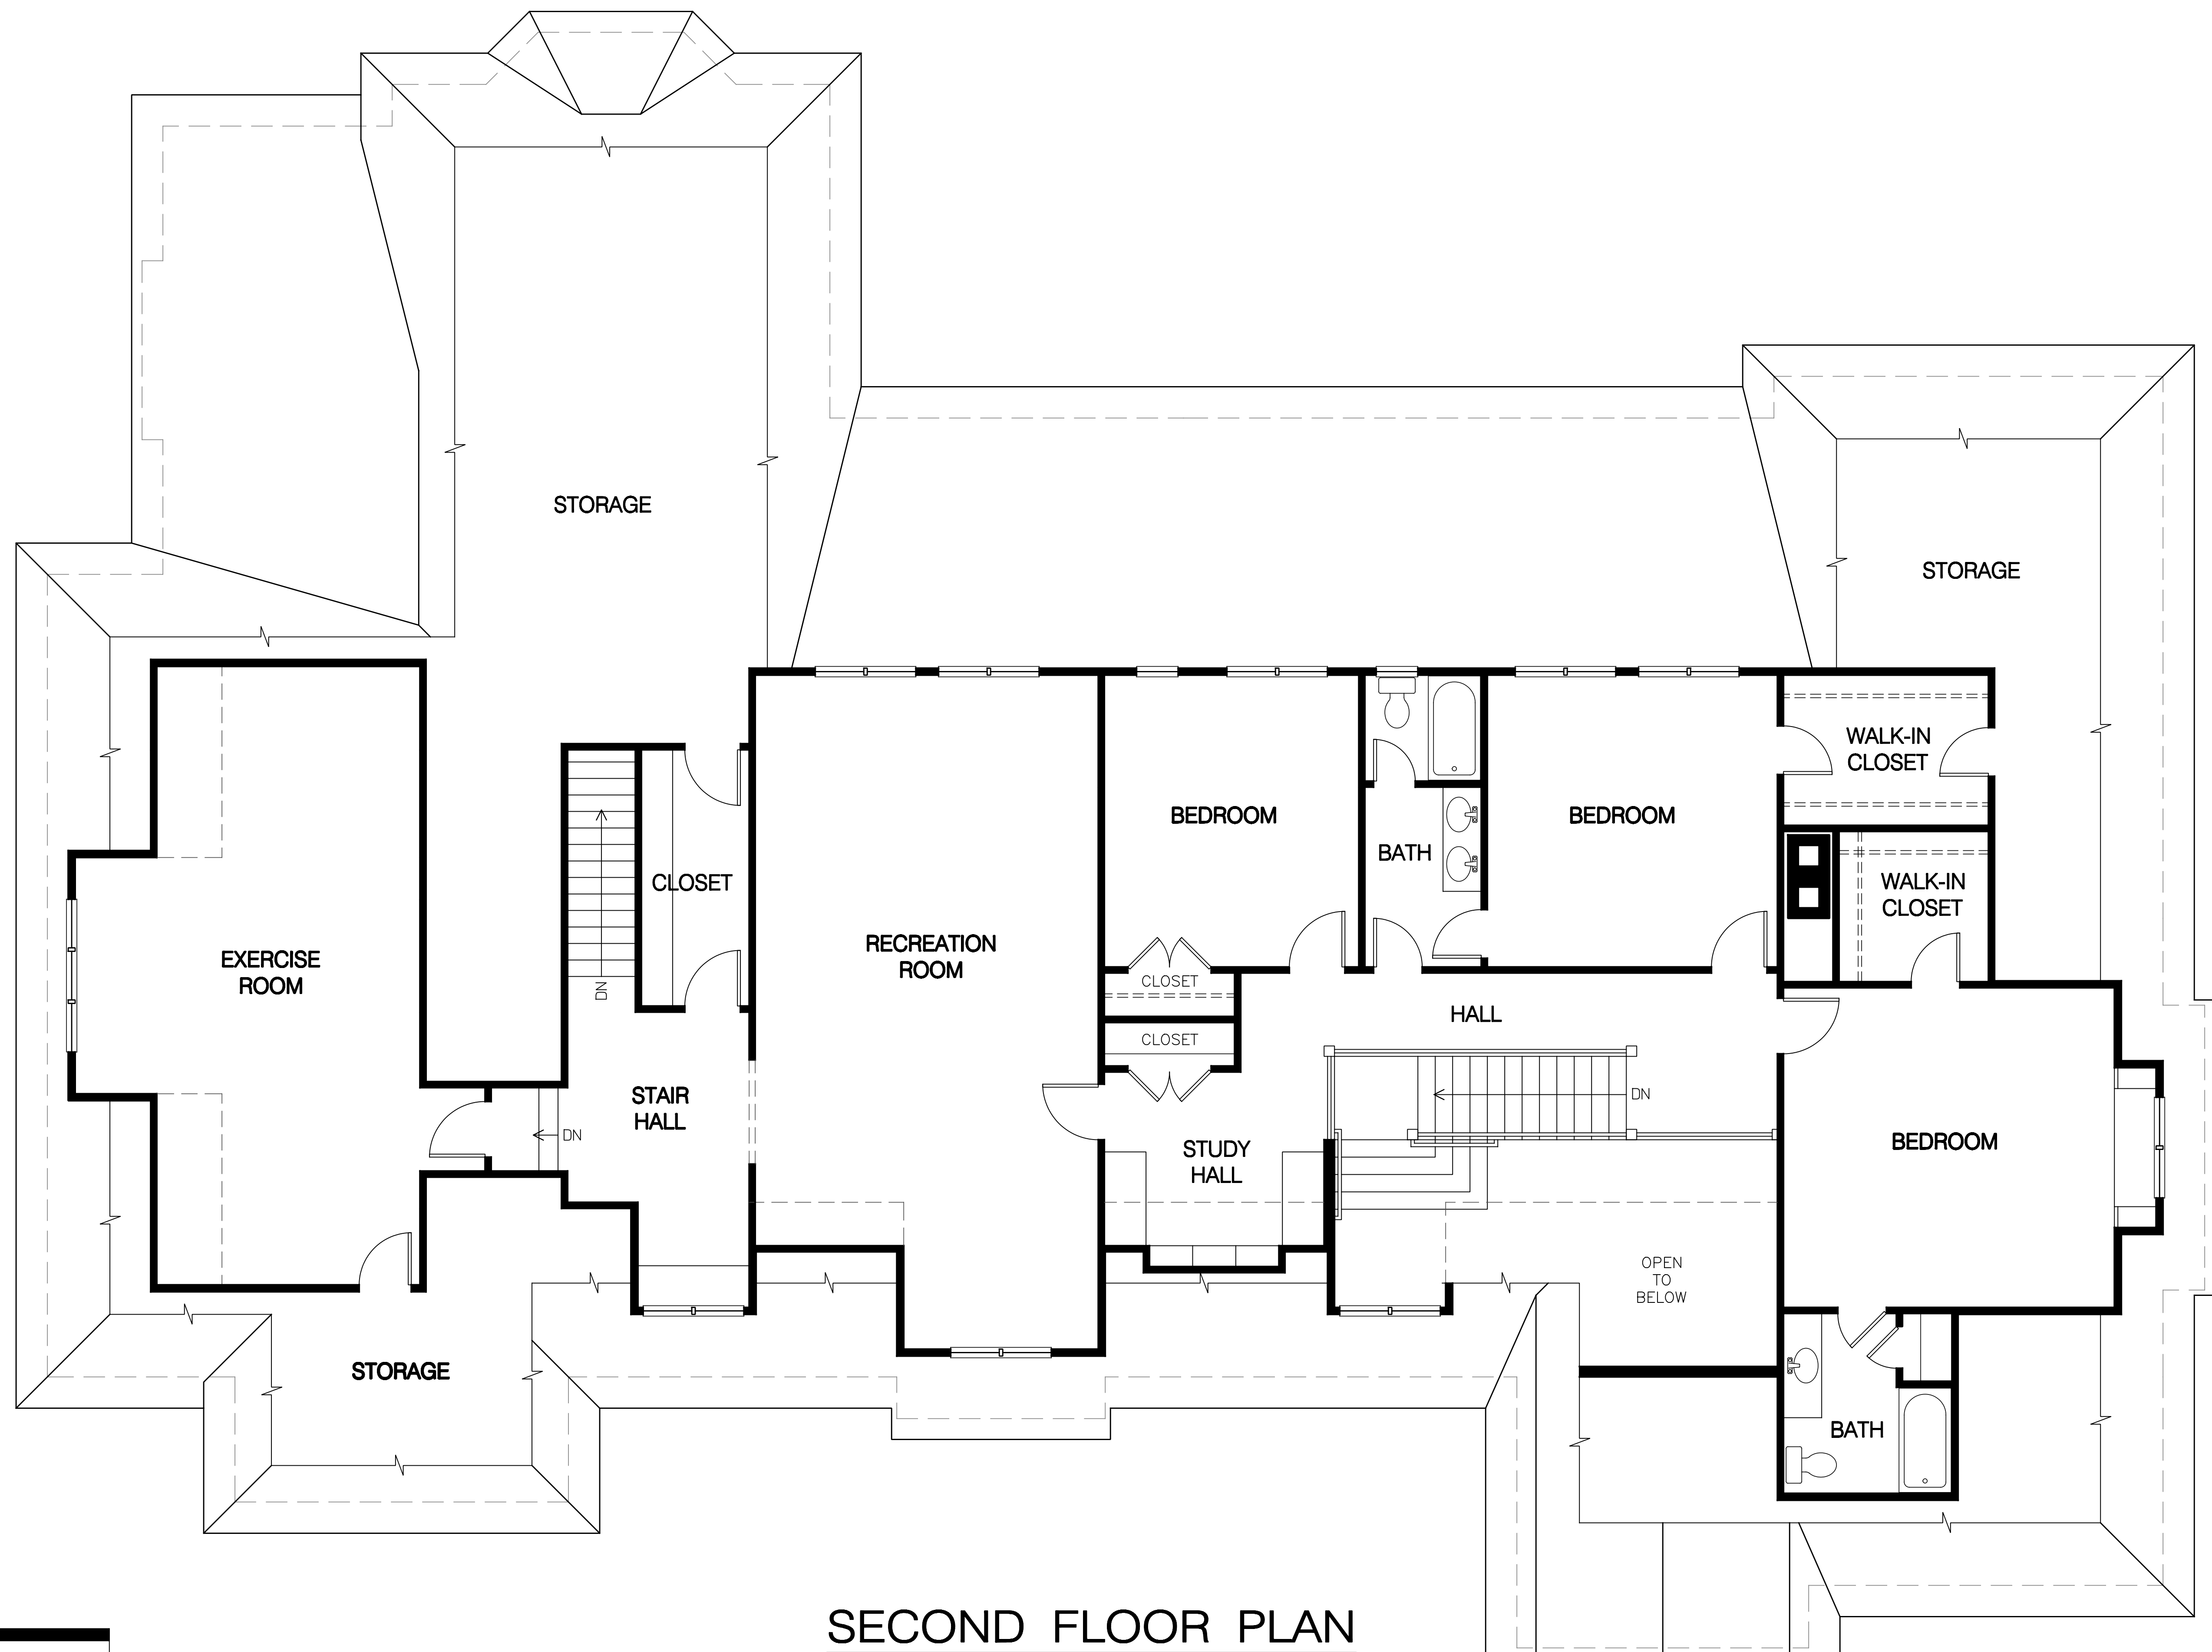 STORAGE
STORAGE
WALK-IN
CLOSET
BEDROOM
BEDROOM
BATH
CLOSET
WALK-IN
CLOSET
RECREATION
ROOM
EXERCISE
ROOM
CLOSET
DN
HALL
CLOSET
STAIR
HALL
DN
DN
STUDY
HALL
BEDROOM
OPEN
TO
BELOW
STORAGE
BATH
SECOND FLOOR PLAN